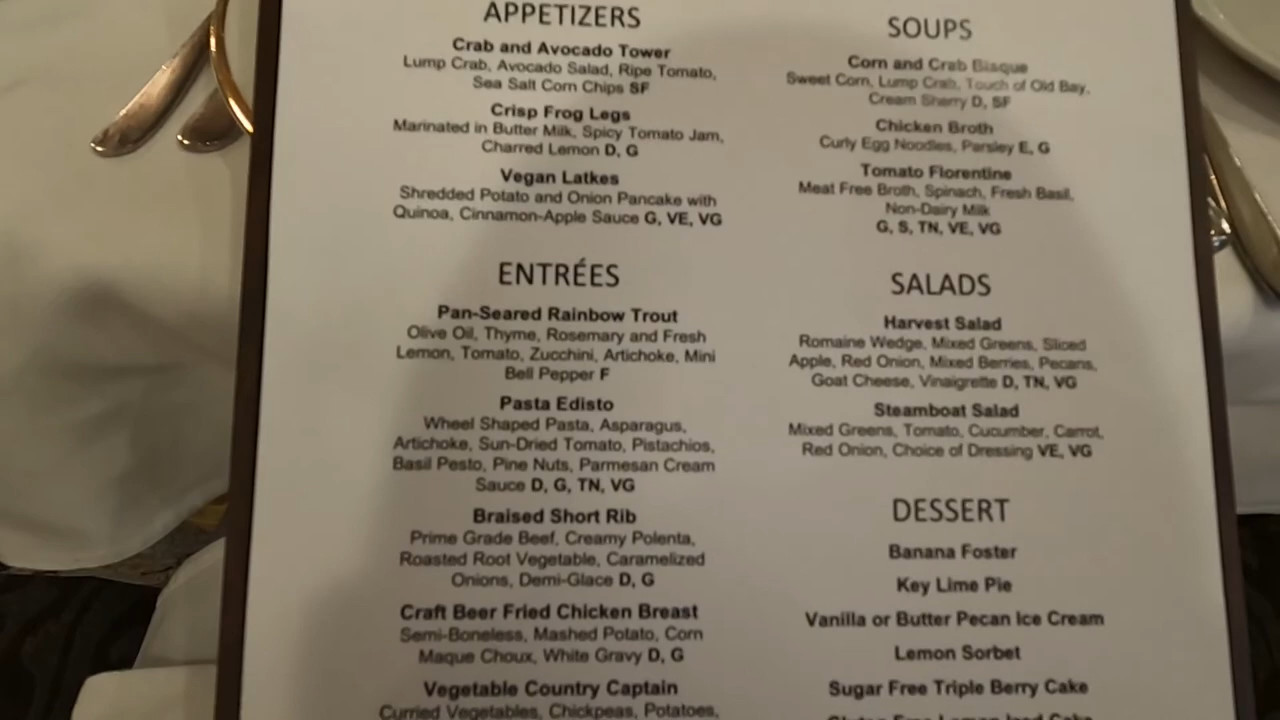 APPETIZERS
Crab and Avocado Tower
Lump Crab, Avocado Salad, Ripe Tomato,
Sea Salt Corn Chips SF
Crisp Frog Legs
Marinated in Butter Milk, Spicy Tomato Jam,
Charred Lemon D, G
Vegan Latkes
Shredded Potato and Onion Pancake with
Quinoa, Cinnamon-Apple Sauce G, VE, VG
ENTRÉES
Pan-Seared Rainbow Trout
Olive Oil, Thyme, Rosemary and Fresh
Lemon, Tomato, Zucchini, Artichoke, Mini
Bell Pepper F
Pasta Edisto
Wheel Shaped Pasta, Asparagus,
Artichoke, Sun-Dried Tomato, Pistachios,
Basil Pesto, Pine Nuts, Parmesan Cream
Sauce D, G, TN, VG
Braised Short Rib
Prime Grade Beef, Creamy Polenta,
Roasted Root Vegetable, Caramelized
Onions, Demi-Glace D, G
Craft Beer Fried Chicken Breast
Semi-Boneless, Mashed Potato, Corn
Maque Choux, White Gravy D, G
Vegetable Country Captain
Curried Vegetables, Chickpeas, Potatoes,
SOUPS
Corn and Crab Bisque
Sweet Corn, Lump Crab, Touch of Old Bay,
Cream Sherry D, SF
Chicken Broth
Curly Egg Noodles, Parsley E, G
Tomato Florentine
Meat Free Broth, Spinach, Fresh Basil,
Non-Dairy Milk
G, S, TN, VE, VG
SALADS
Harvest Salad
Romaine Wedge, Mixed Greens, Sliced
Apple, Red Onion, Mixed Berries, Pecans,
Goat Cheese, Vinaigrette D, TN, VG
Steamboat Salad
Mixed Greens, Tomato, Cucumber, Carrot,
Red Onion, Choice of Dressing VE, VG
DESSERT
Banana Foster
Key Lime Pie
Vanilla or Butter Pecan Ice Cream
Lemon Sorbet
Sugar Free Triple Berry Cake
Gluten Free Lemon Iced Cake